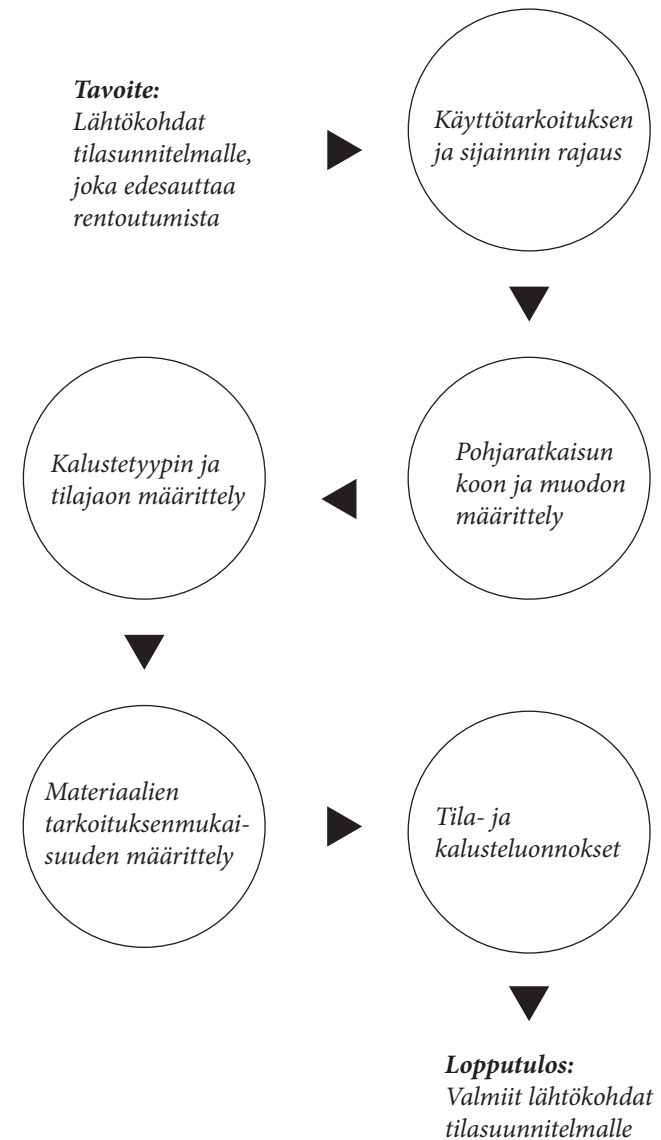 Tavoite:
Lähtökohdat
tilasunnitelmalle,
joka edesauttaa
rentoutumista
Käyttötarkoituksen
ja sijainnin rajaus
Pohjaratkaisun
koon ja muodon
määrittely
Kalustetyypin ja
tilajaon määrittely
Materiaalien
tarkoituksenmukai-
suuden määrittely
Tila- ja
kalusteluonnokset
Lopputulos:
Valmiit lähtökohdat
tilasuunnitelmalle